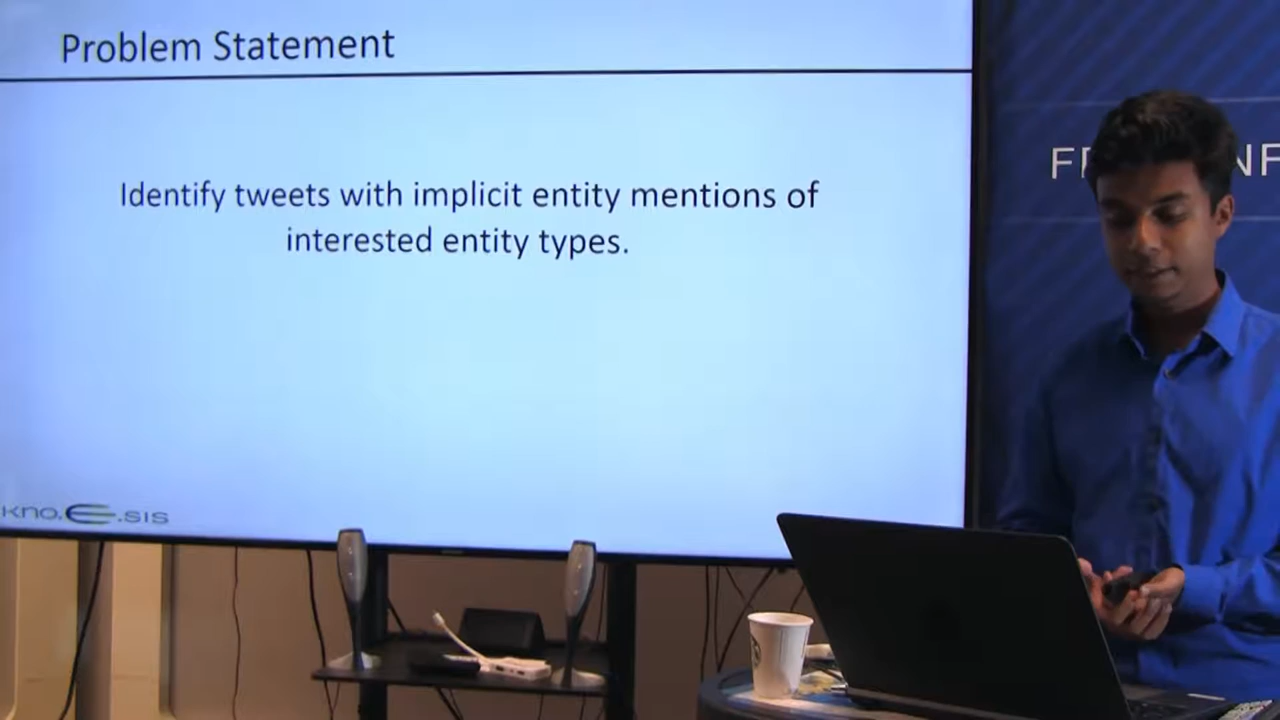 Problem Statement
Identify tweets with implicit entity mentions of
interested entity types.
kno.e.sis